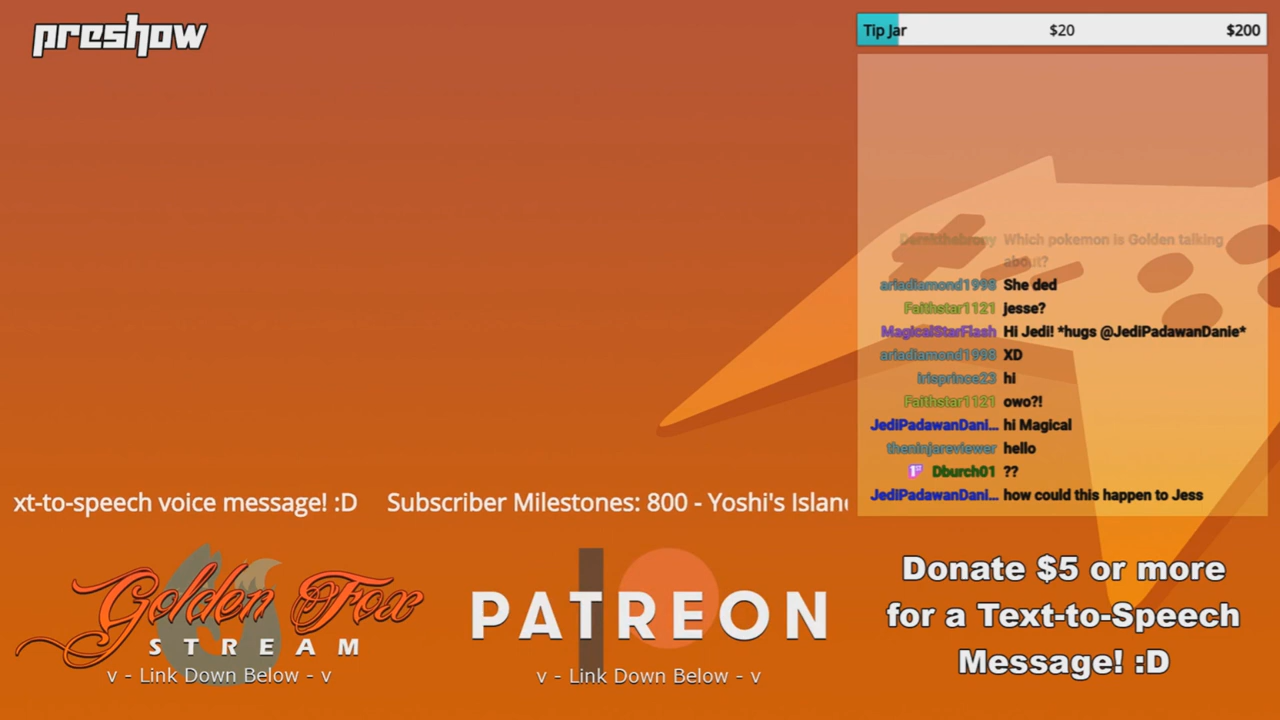 preshow
Tip Jar $20 $200
Derekthebrony Which pokemon is Golden talking
about?
ariadiamond1998 She ded
Faithstar1121 jesse?
MagicalStarFlash Hi Jedi! *hugs @JediPadawanDanie*
ariadiamond1998 XD
irisprince23 hi
Faithstar1121 owo?!
JediPadawanDani... hi Magical
theninjareviewer hello
Dburch01 ??
JediPadawanDani... how could this happen to Jess
xt-to-speech voice message! :D Subscriber Milestones: 800 - Yoshi's Islan
Golden Fox
STREAM
v - Link Down Below - v
PATREON
v - Link Down Below - v
Donate $5 or more
for a Text-to-Speech
Message! :D